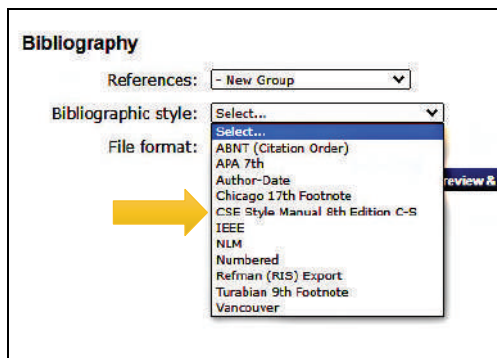 Bibliography
References: - New Group
Bibliographic style: Select...
Select...
File format:
ABNT (Citation Order)
APA 7th
Author-Date
review &
Chicago 17th Footnote
CSE Style Manual 8th Edition C-S
IEEE
NLM
Numbered
Refman (RIS) Export
Turabian 9th Footnote
Vancouver